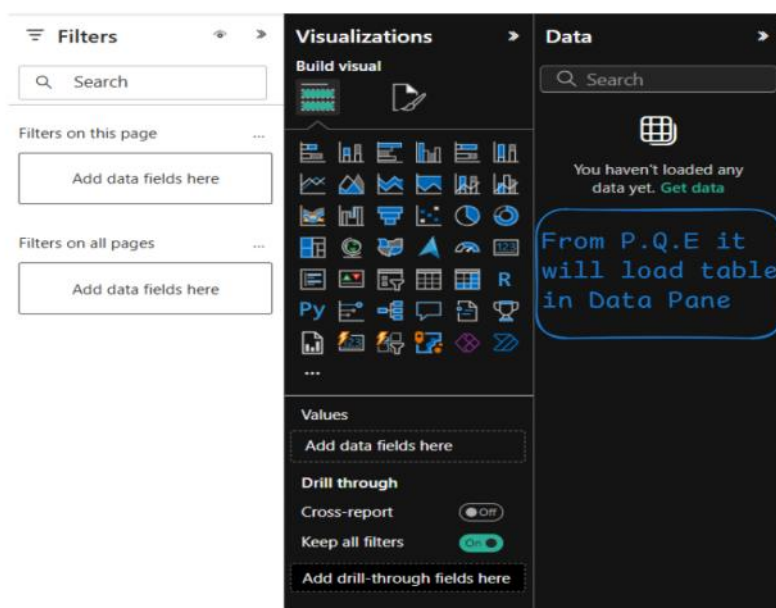 Filters
Search
Filters on this page
...
Add data fields here
Filters on all pages
...
Add data fields here
Visualizations
Build visual
123
R
Py
123
...
Values
Add data fields here
Drill through
Cross-report
Off
Keep all filters
On
Add drill-through fields here
Data
Search
You haven't loaded any
data yet. Get data
From P.Q.E it
will load table
in Data Pane